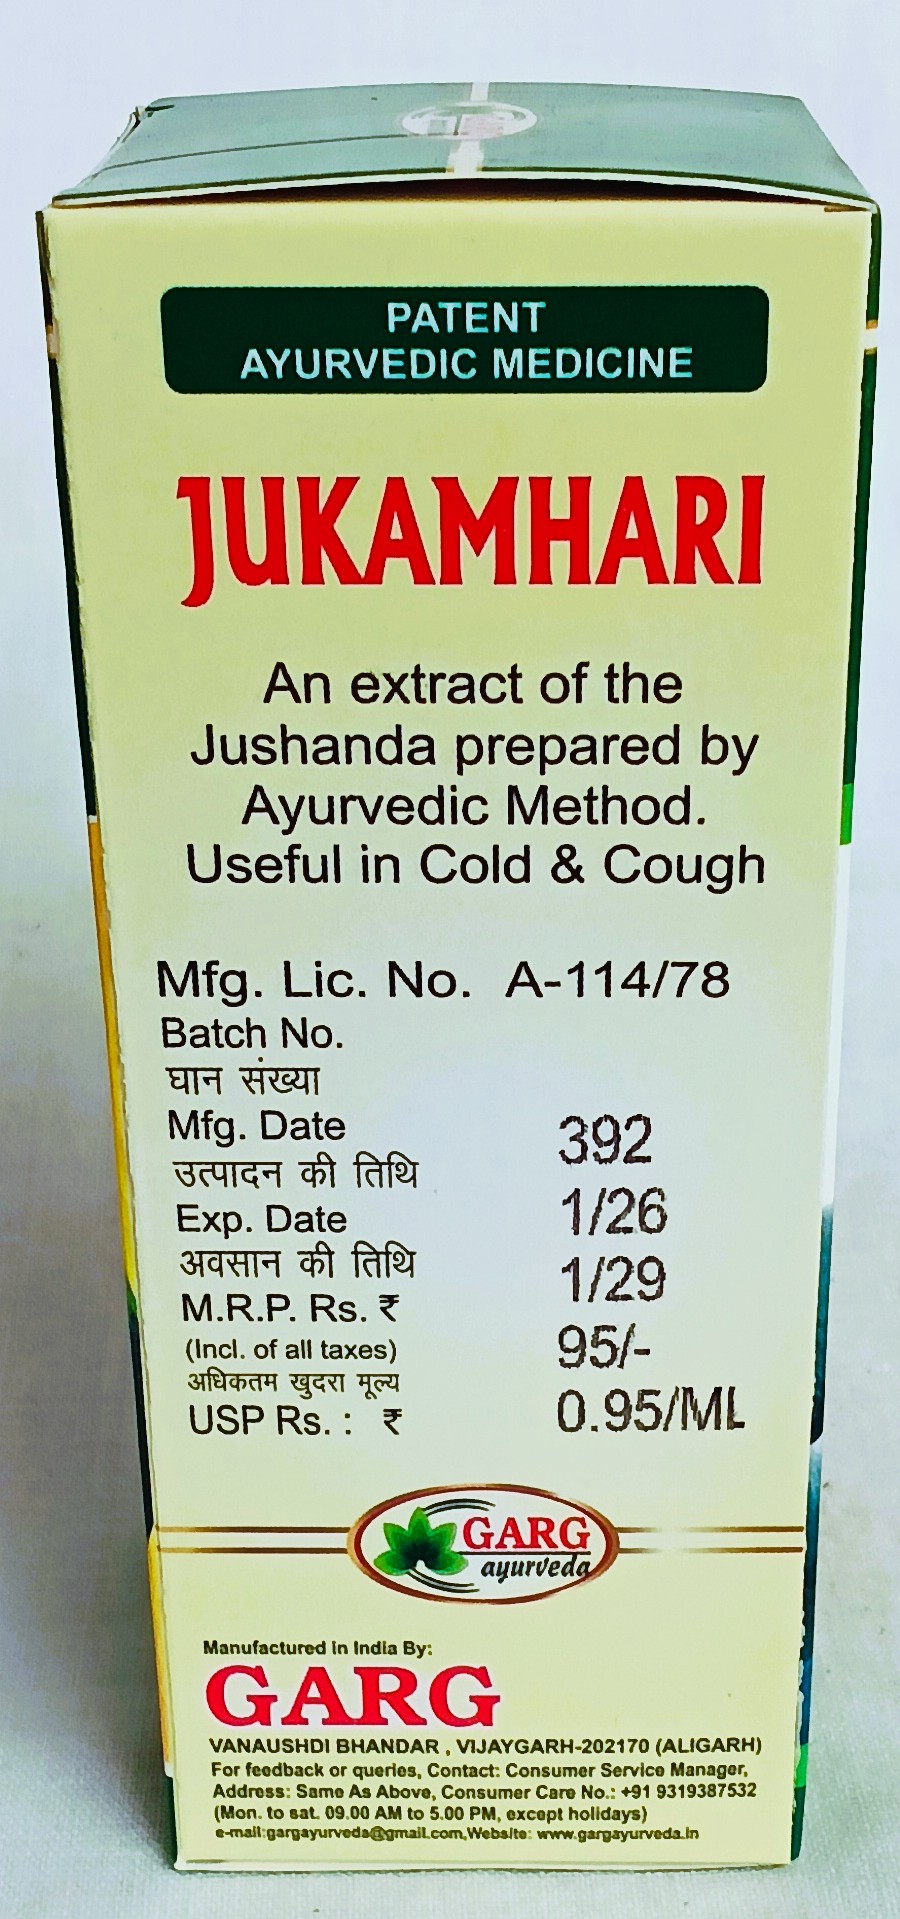 PATENT
AYURVEDIC MEDICINE
JUKAMHARI
An extract of the
Jushanda prepared by
Ayurvedic Method.
Useful in Cold & Cough
Mfg. Lic. No. A-114/78
Batch No.
घान संख्या
Mfg. Date 392
उत्पादन की तिथि
Exp. Date 1/26
अवसान की तिथि 1/29
M.R.P. Rs. ₹
(Incl. of all taxes) 95/-
अधिकतम खुदरा मूल्य
USP Rs. : ₹ 0.95/ML
GARG
ayurveda
Manufactured in India By:
GARG
VANAUSHDI BHANDAR , VIJAYGARH-202170 (ALIGARH)
For feedback or queries, Contact: Consumer Service Manager,
Address: Same As Above, Consumer Care No.: +91 9319387532
(Mon. to sat. 09.00 AM to 5.00 PM, except holidays)
e-mail:gargayurveda@gmail.com,Website: www.gargayurveda.in